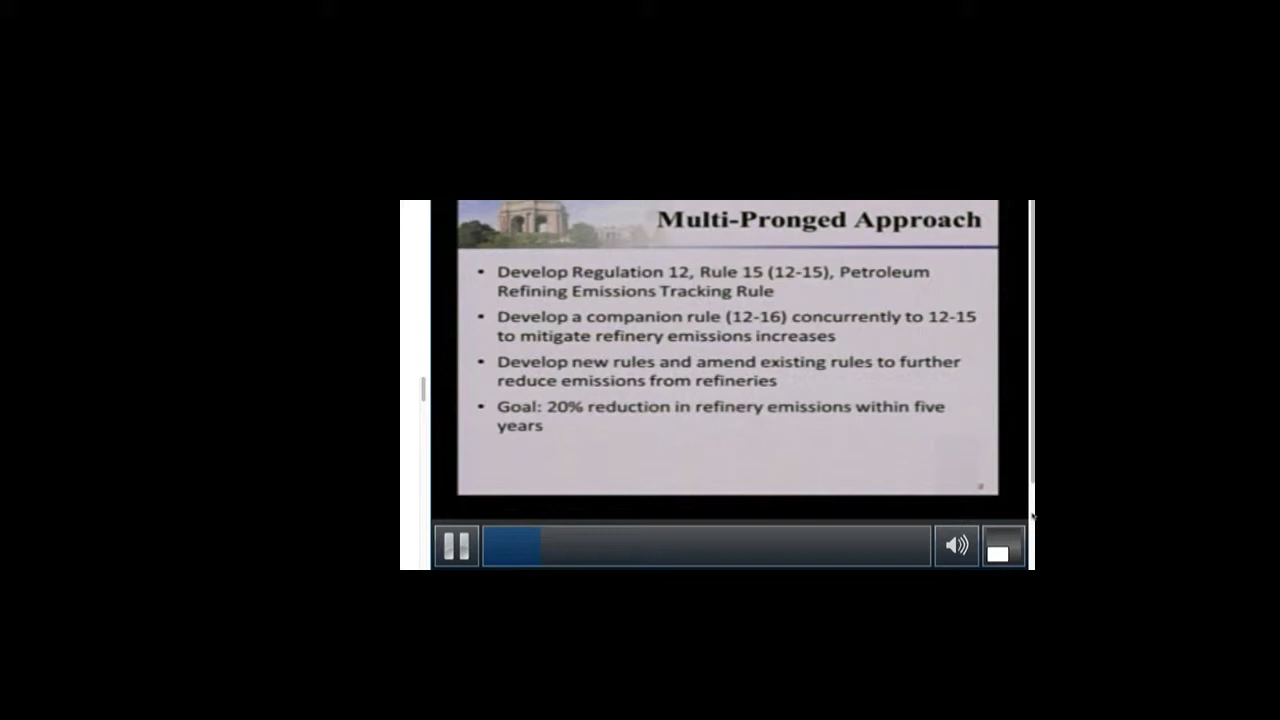 Multi-Pronged Approach
• Develop Regulation 12, Rule 15 (12-15), Petroleum
Refining Emissions Tracking Rule
• Develop a companion rule (12-16) concurrently to 12-15
to mitigate refinery emissions increases
• Develop new rules and amend existing rules to further
reduce emissions from refineries
• Goal: 20% reduction in refinery emissions within five
years